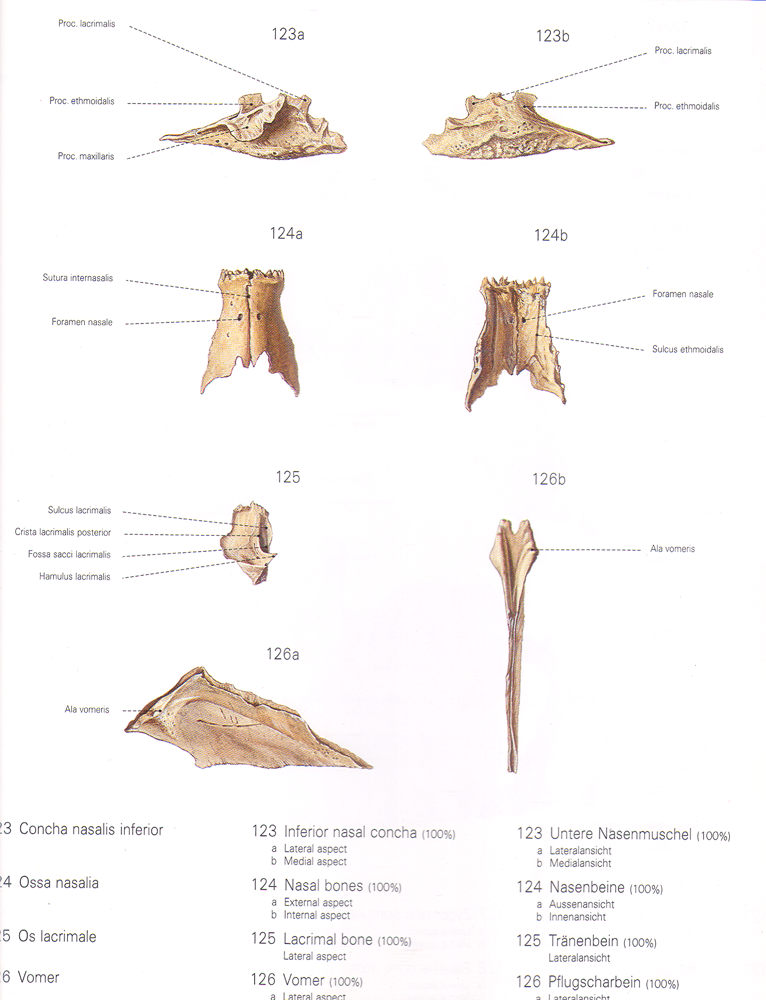 Proc. lacrimalis
123a
123b
Proc. lacrimalis
Proc. ethmoidalis
Proc. ethmoidalis
Proc. maxillaris
124a
124b
Sutura internasalis
Foramen nasale
Foramen nasale
Sulcus ethmoidalis
125
126b
Sulcus lacrimalis
Crista lacrimalis posterior
Fossa sacci lacrimalis
Hamulus lacrimalis
Ala vomeris
126a
Ala vomeris
23 Concha nasalis inferior
24 Ossa nasalia
25 Os lacrimale
26 Vomer
123 Inferior nasal concha (100%)
a Lateral aspect
b Medial aspect
124 Nasal bones (100%)
a External aspect
b Internal aspect
125 Lacrimal bone (100%)
Lateral aspect
126 Vomer (100%)
a Lateral aspect
123 Untere Nasenmuschel (100%)
a Lateralansicht
b Medialansicht
124 Nasenbeine (100%)
a Aussenansicht
b Innenansicht
125 Tränenbein (100%)
Lateralansicht
126 Pflugscharbein (100%)
a Lateralansicht